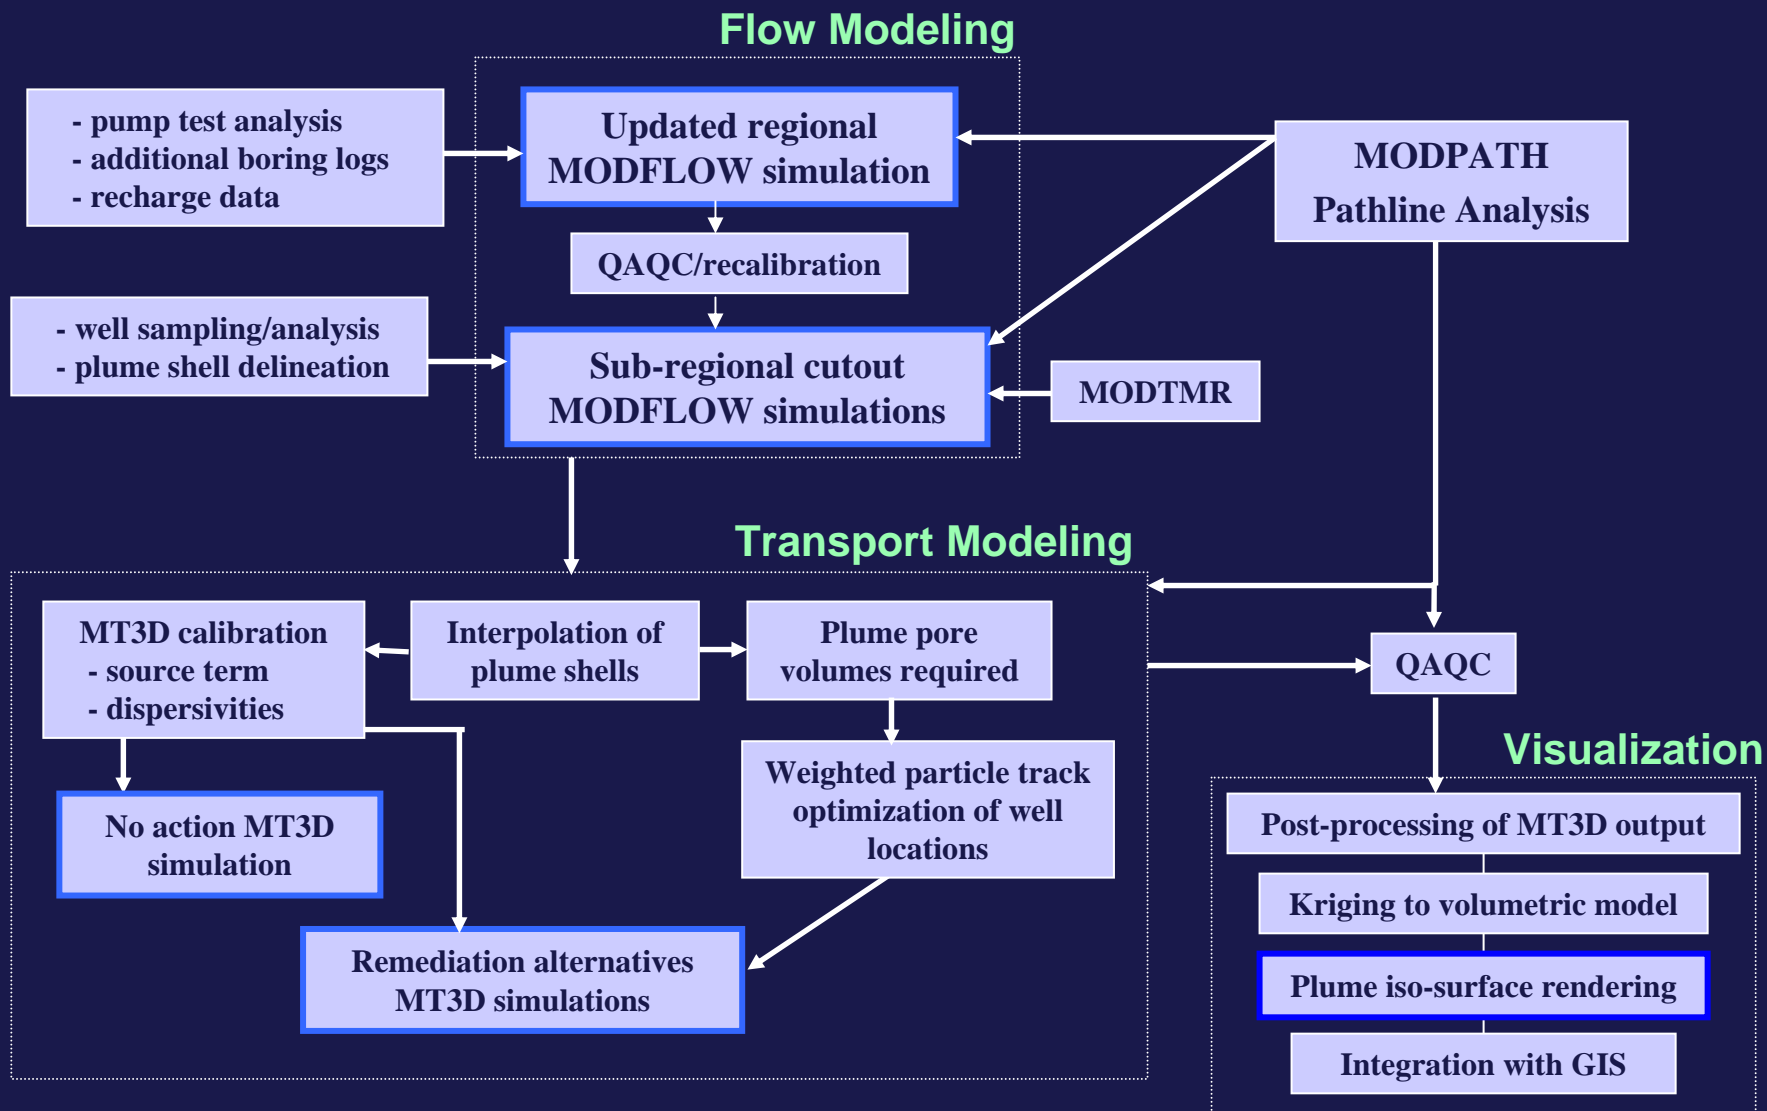 Flow Modeling
- pump test analysis
- additional boring logs
- recharge data
Updated regional
MODFLOW simulation
MODPATH
Pathline Analysis
QAQC/recalibration
- well sampling/analysis
- plume shell delineation
Sub-regional cutout
MODFLOW simulations
MODTMR
Transport Modeling
MT3D calibration
- source term
- dispersivities
Interpolation of
plume shells
Plume pore
volumes required
QAQC
No action MT3D
simulation
Weighted particle track
optimization of well
locations
Remediation alternatives
MT3D simulations
Visualization
Post-processing of MT3D output
Kriging to volumetric model
Plume iso-surface rendering
Integration with GIS